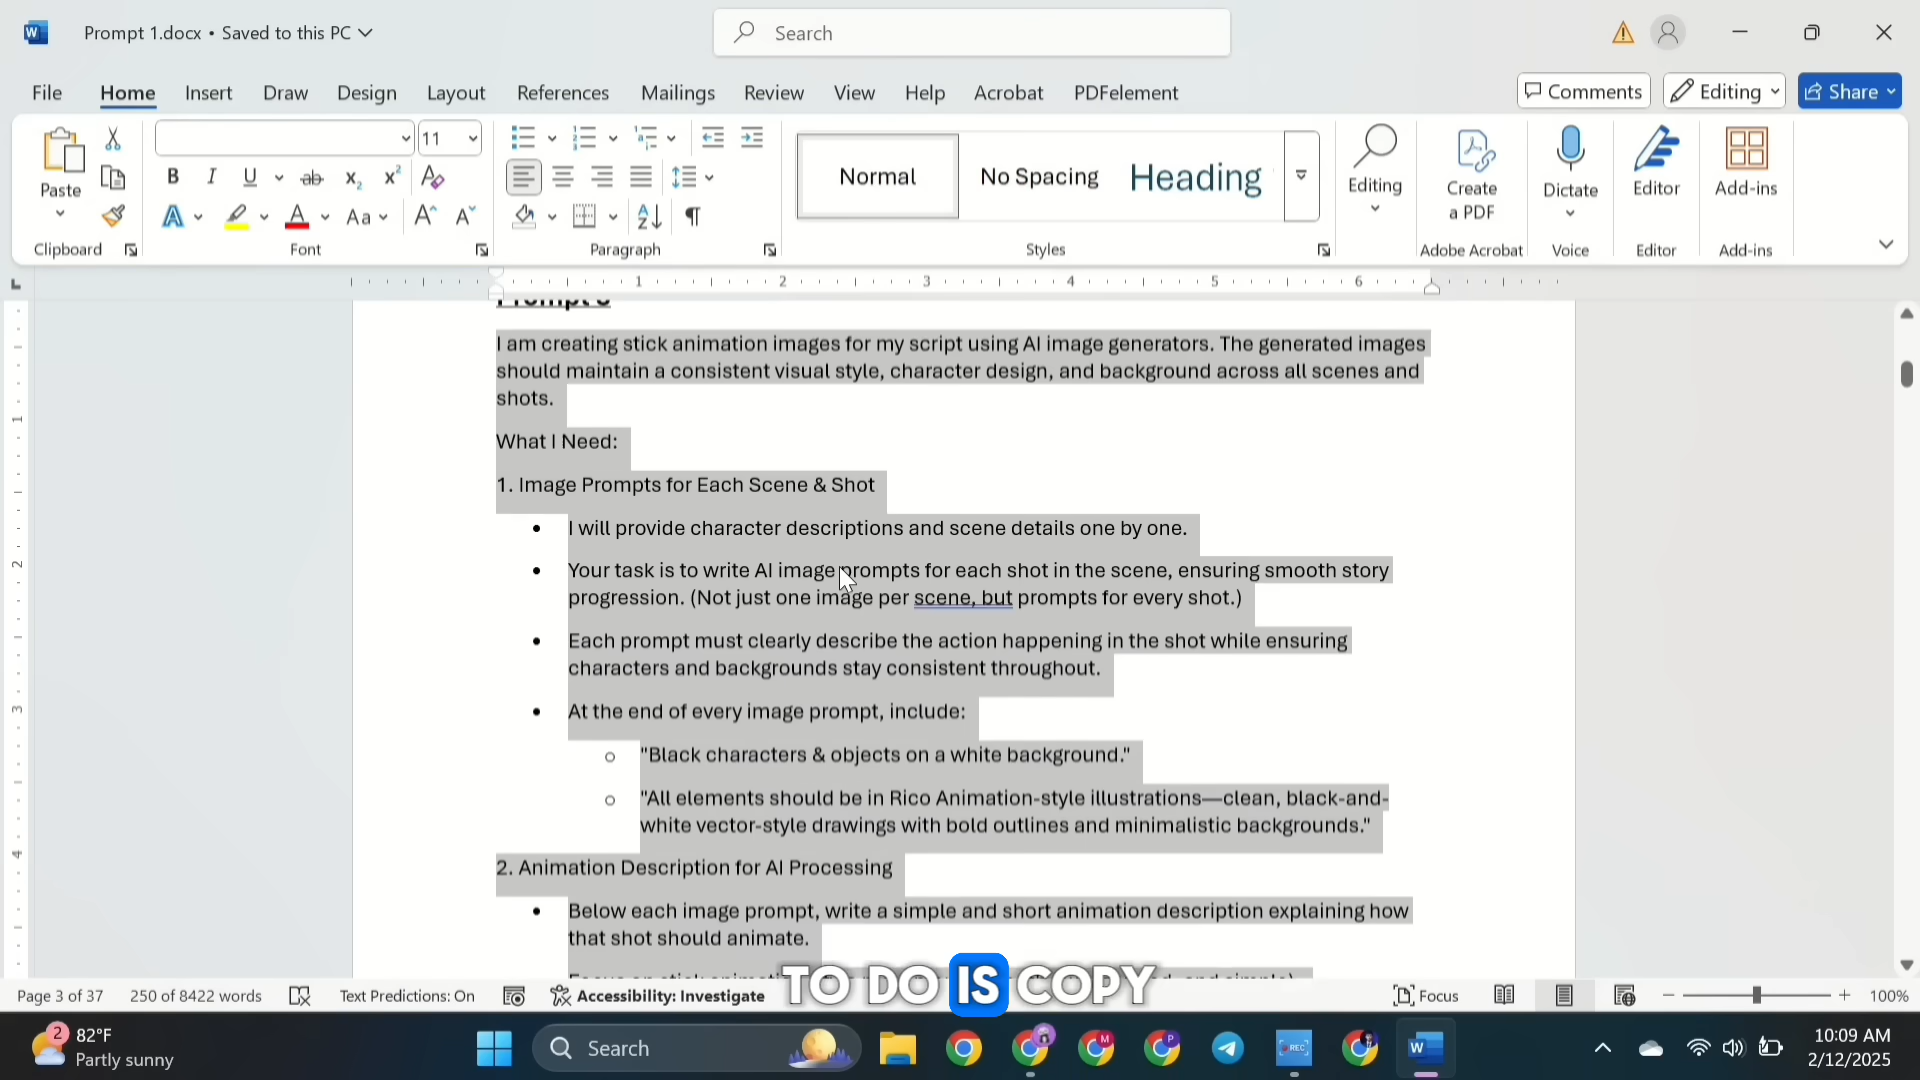 Prompt 1.docx • Saved to this PC
Search
File Home Insert Draw Design Layout References Mailings Review View Help Acrobat PDFelement
Comments Editing Share
11
Paste
B I U ab x₂ x² A
A A Aa A A
Normal
No Spacing
Heading
Editing
Create
a PDF
Dictate
Editor
Add-ins
Clipboard Font Paragraph Styles Adobe Acrobat Voice Editor Add-ins
1 2 3 4 5 6
I am creating stick animation images for my script using AI image generators. The generated images
should maintain a consistent visual style, character design, and background across all scenes and
shots.
What I Need:
1. Image Prompts for Each Scene & Shot
• I will provide character descriptions and scene details one by one.
• Your task is to write AI image prompts for each shot in the scene, ensuring smooth story
progression. (Not just one image per scene, but prompts for every shot.)
• Each prompt must clearly describe the action happening in the shot while ensuring
characters and backgrounds stay consistent throughout.
• At the end of every image prompt, include:
o "Black characters & objects on a white background."
o "All elements should be in Rico Animation-style illustrations—clean, black-and-
white vector-style drawings with bold outlines and minimalistic backgrounds."
2. Animation Description for AI Processing
• Below each image prompt, write a simple and short animation description explaining how
that shot should animate.
TO DO IS COPY
Page 3 of 37 250 of 8422 words Text Predictions: On Accessibility: Investigate Focus 100%
2 82°F
Partly sunny
Search
M
P
REC
W
10:09 AM
2/12/2025